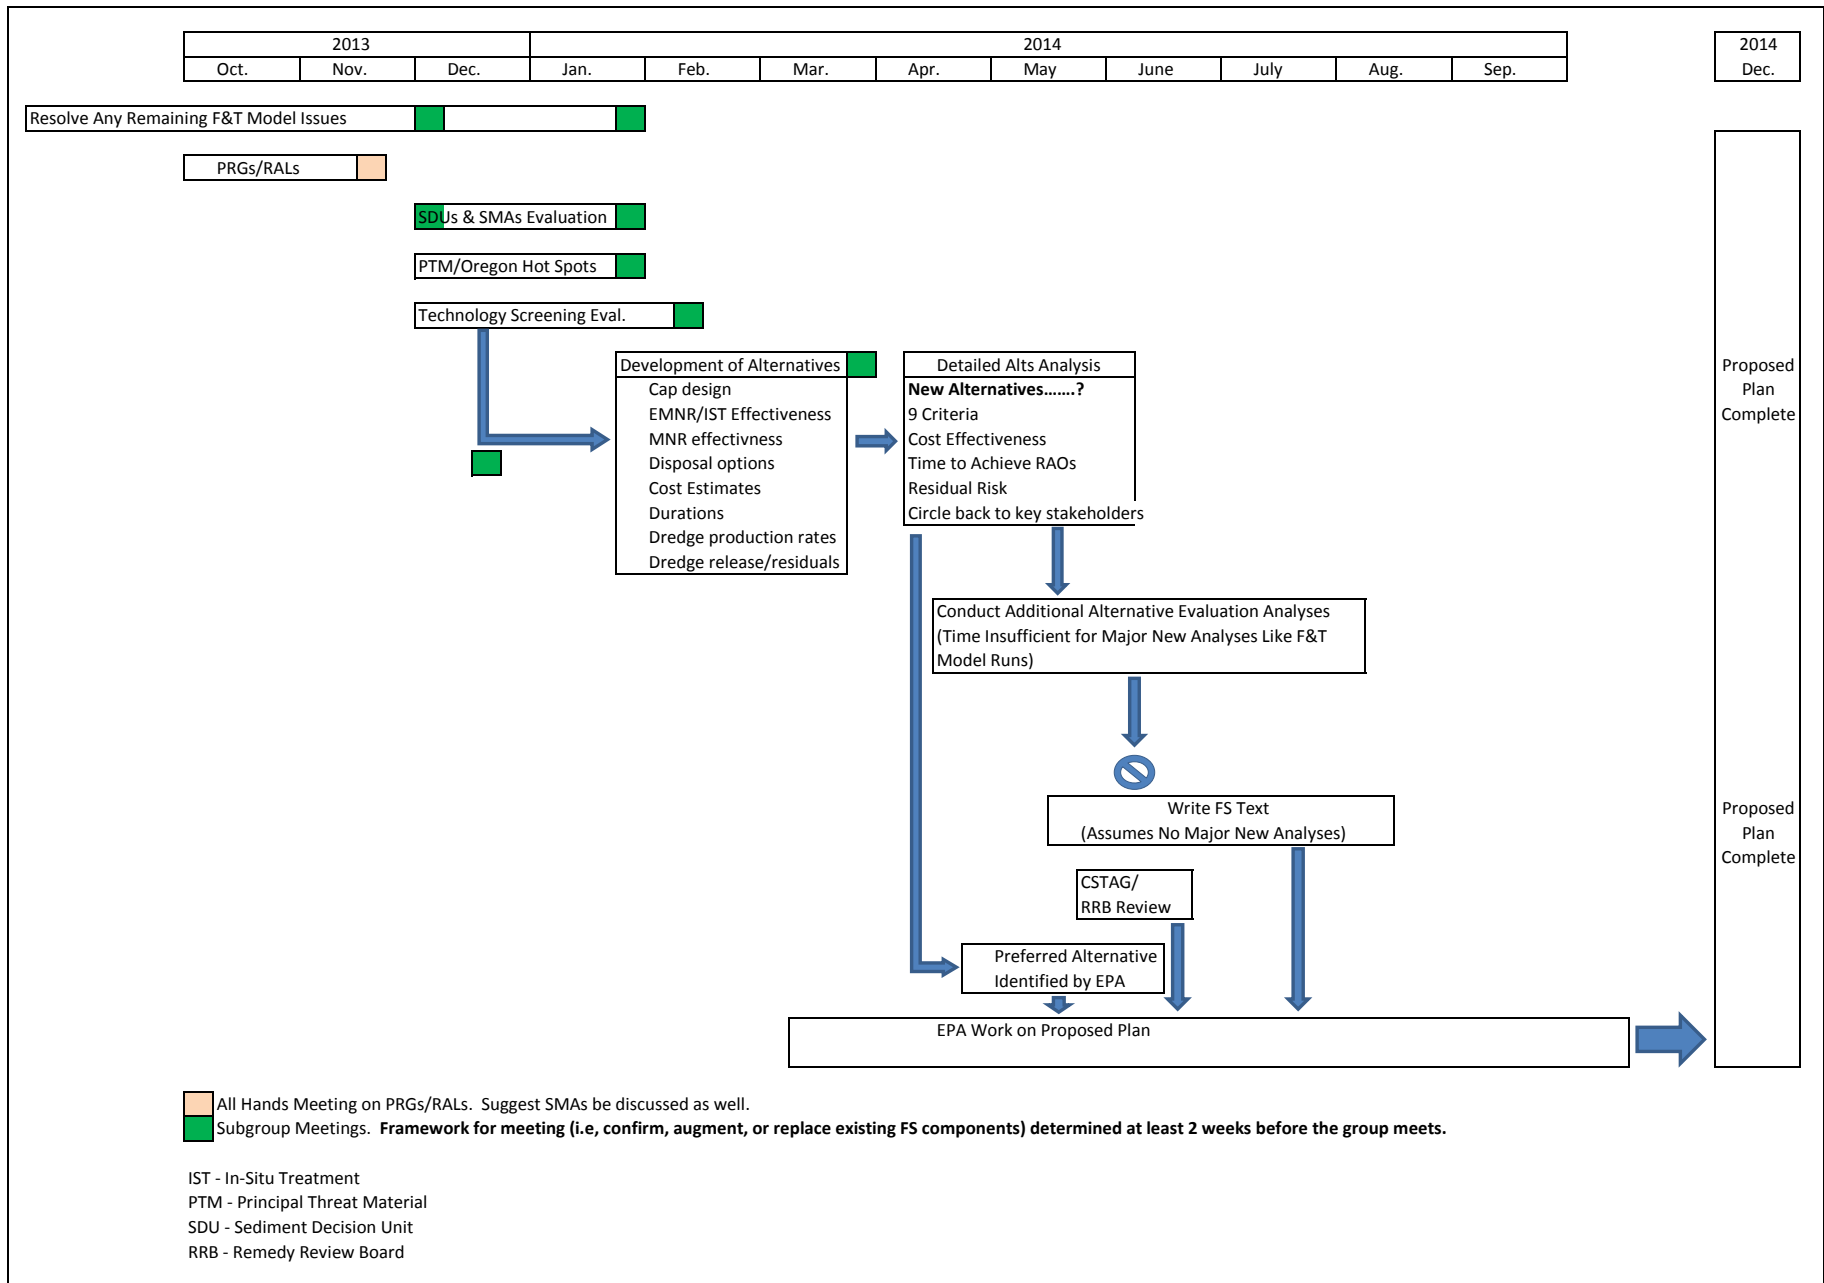 2013
2014
2014
Oct.
Nov.
Dec.
Jan.
Feb.
Mar.
Apr.
May
June
July
Aug.
Sep.
Dec.
Resolve Any Remaining F&T Model Issues
PRGs/RALs
SDUs & SMAs Evaluation
PTM/Oregon Hot Spots
Technology Screening Eval.
Development of Alternatives
Cap design
EMNR/IST Effectiveness
MNR effectivness
Disposal options
Cost Estimates
Durations
Dredge production rates
Dredge release/residuals
Detailed Alts Analysis
New Alternatives.......?
9 Criteria
Cost Effectiveness
Time to Achieve RAOs
Residual Risk
Circle back to key stakeholders
Proposed
Plan
Complete
Conduct Additional Alternative Evaluation Analyses
(Time Insufficient for Major New Analyses Like F&T
Model Runs)
Write FS Text
(Assumes No Major New Analyses)
Proposed
Plan
Complete
CSTAG/
RRB Review
Preferred Alternative
Identified by EPA
EPA Work on Proposed Plan
All Hands Meeting on PRGs/RALs.  Suggest SMAs be discussed as well.
Subgroup Meetings.  Framework for meeting (i.e, confirm, augment, or replace existing FS components) determined at least 2 weeks before the group meets.
IST - In-Situ Treatment
PTM - Principal Threat Material
SDU - Sediment Decision Unit
RRB - Remedy Review Board